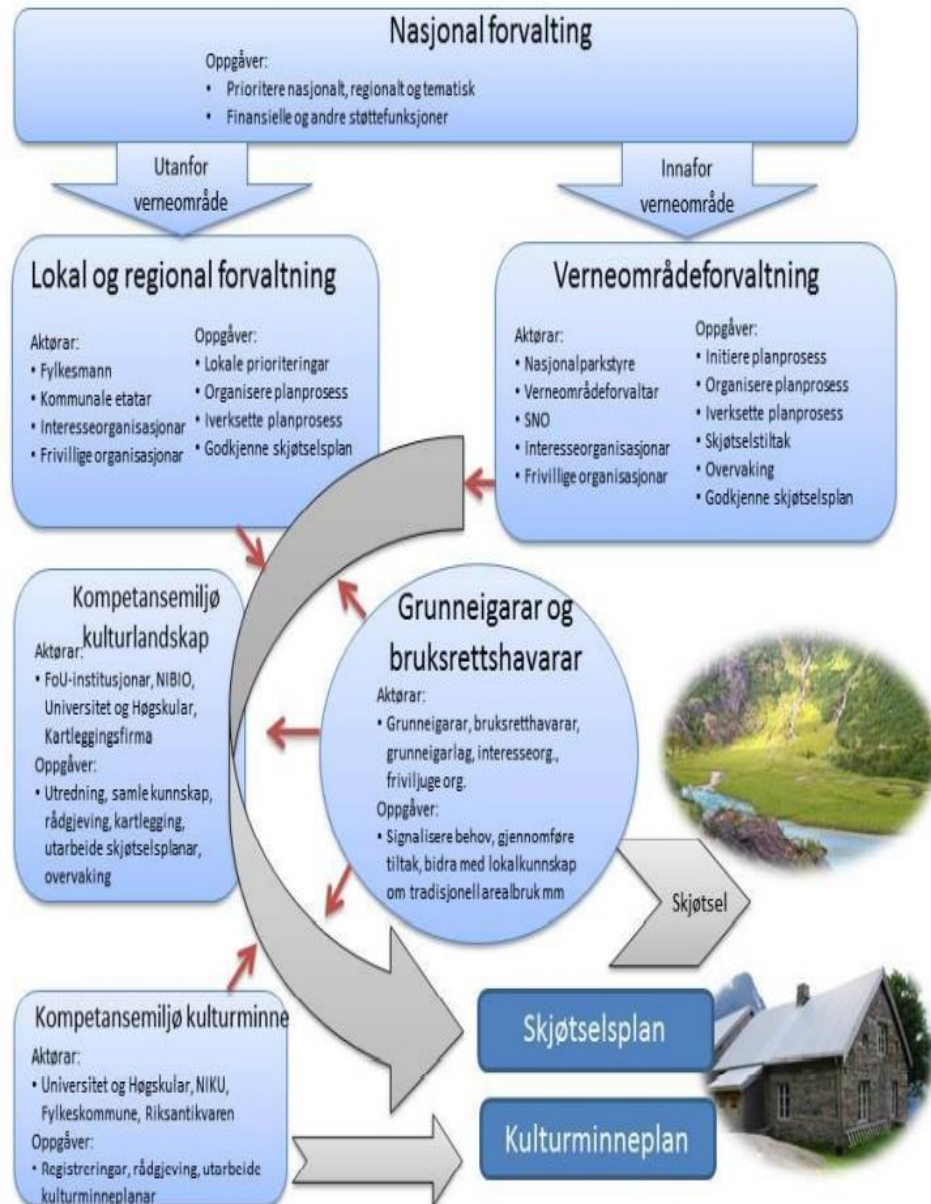 Nasjonal forvalting
Oppgåver:
• Prioritere nasjonalt, regionalt og tematisk
• Finansielle og andre støttefunksjoner
Utanfor
verneområde
Innafor
verneområde
Lokal og regional forvaltning
Aktørar:
• Fylkesmann
• Kommunale etatar
• Interesseorganisasjonar
• Frivillige organisasjonar
Oppgåver:
• Lokale prioriteringar
• Organisere planprosess
• Iverksette planprosess
• Godkjenne skjøtselsplan
Verneområdeforvaltning
Aktørar:
• Nasjonalparkstyre
• Verneområdeforvaltar
• SNO
• Interesseorganisasjonar
• Frivillige organisasjonar
Oppgåver:
• Initiere planprosess
• Organisere planprosess
• Iverksette planprosess
• Skjøtselstiltak
• Overvaking
• Godkjenne skjøtselsplan
Kompetansemiljø
kulturlandskap
Aktørar:
• FoU-institusjonar, NIBIO,
Universitet og Høgskular,
Kartleggingsfirma
Oppgåver:
• Utredning, samle kunnskap,
rådgjeving, kartlegging,
utarbeide skjøtselsplanar,
overvaking
Grunneigarar og
bruksrettshavarar
Aktørar:
• Grunneigarar, bruksretthavarar,
grunneigarlag, interesseorg.,
friviljuge org.
Oppgåver:
• Signalisere behov, gjennomføre
tiltak, bidra med lokalkunnskap
om tradisjonell arealbruk mm
Skjøtsel
Kompetansemiljø kulturminne
Aktørar:
• Universitet og Høgskular, NIKU,
Fylkeskommune, Riksantikvaren
Oppgåver:
• Registreringar, rådgjeving, utarbeide
kulturminneplanar
Skjøtselsplan
Kulturminneplan